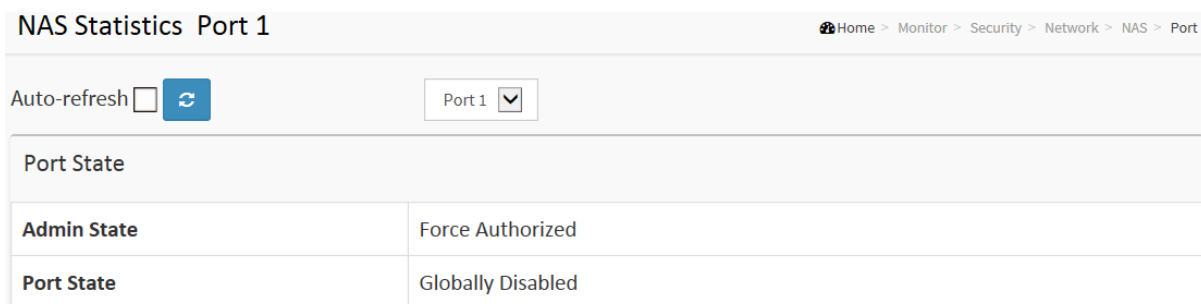 NAS Statistics Port 1
Home > Monitor > Security > Network > NAS > Port
Auto-refresh
Port 1
Port State
Admin State Force Authorized
Port State Globally Disabled